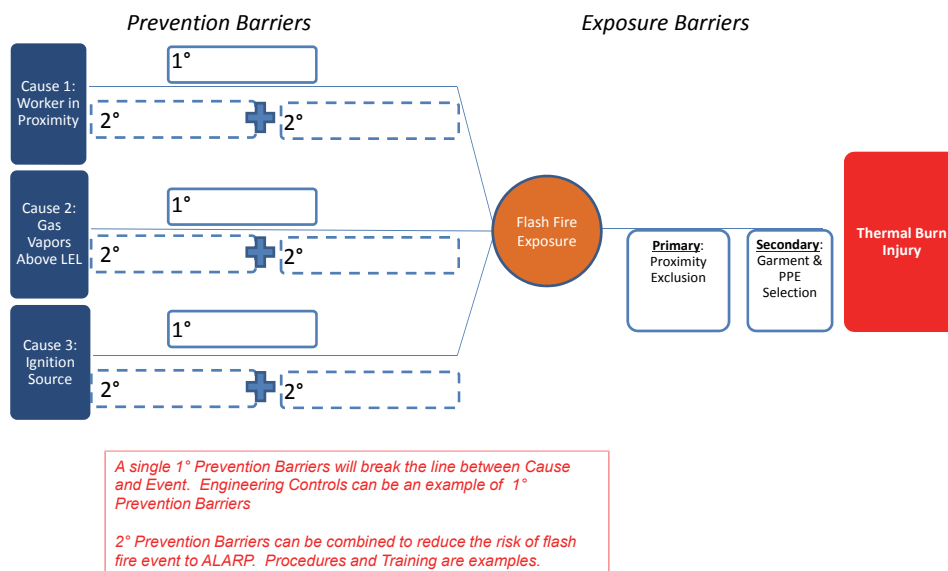 Prevention Barriers
Exposure Barriers
Cause 1:
Worker in
Proximity
1°
2°
2°
Cause 2:
Gas
Vapors
Above LEL
1°
2°
2°
Cause 3:
Ignition
Source
1°
2°
2°
Flash Fire
Exposure
Primary:
Proximity
Exclusion
Secondary:
Garment &
PPE
Selection
Thermal Burn
Injury
A single 1° Prevention Barriers will break the line between Cause
and Event.  Engineering Controls can be an example of  1°
Prevention Barriers
2° Prevention Barriers can be combined to reduce the risk of flash
fire event to ALARP.  Procedures and Training are examples.